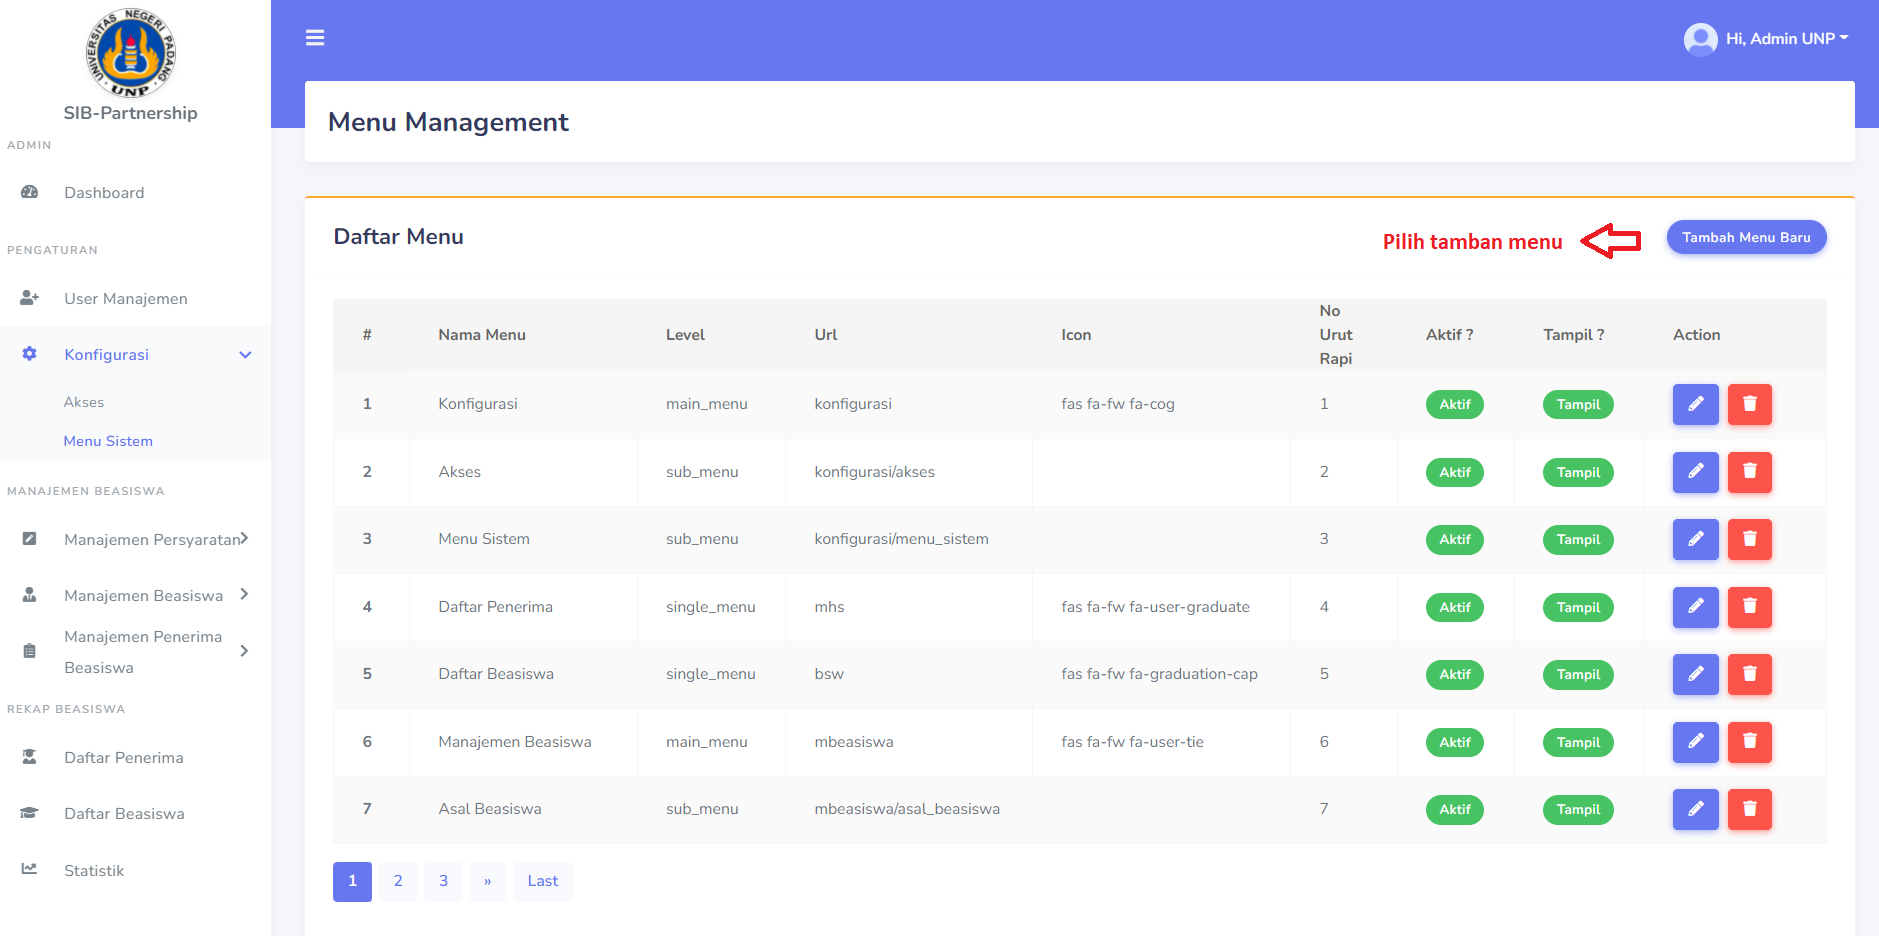 UNIVERSITAS NEGERI PADANG
UNP
SIB-Partnership
ADMIN
Dashboard
PENGATURAN
User Manajemen
Konfigurasi
Akses
Menu Sistem
MANAJEMEN BEASISWA
Manajemen Persyaratan
Manajemen Beasiswa
Manajemen Penerima
Beasiswa
REKAP BEASISWA
Daftar Penerima
Daftar Beasiswa
Statistik
Hi, Admin UNP
Menu Management
Daftar Menu
Pilih tamban menu
Tambah Menu Baru
# Nama Menu Level Url Icon No Urut Rapi Aktif ? Tampil ? Action
1 Konfigurasi main_menu konfigurasi fas fa-fw fa-cog 1 Aktif Tampil
2 Akses sub_menu konfigurasi/akses 2 Aktif Tampil
3 Menu Sistem sub_menu konfigurasi/menu_sistem 3 Aktif Tampil
4 Daftar Penerima single_menu mhs fas fa-fw fa-user-graduate 4 Aktif Tampil
5 Daftar Beasiswa single_menu bsw fas fa-fw fa-graduation-cap 5 Aktif Tampil
6 Manajemen Beasiswa main_menu mbeasiswa fas fa-fw fa-user-tie 6 Aktif Tampil
7 Asal Beasiswa sub_menu mbeasiswa/asal_beasiswa 7 Aktif Tampil
1 2 3 » Last